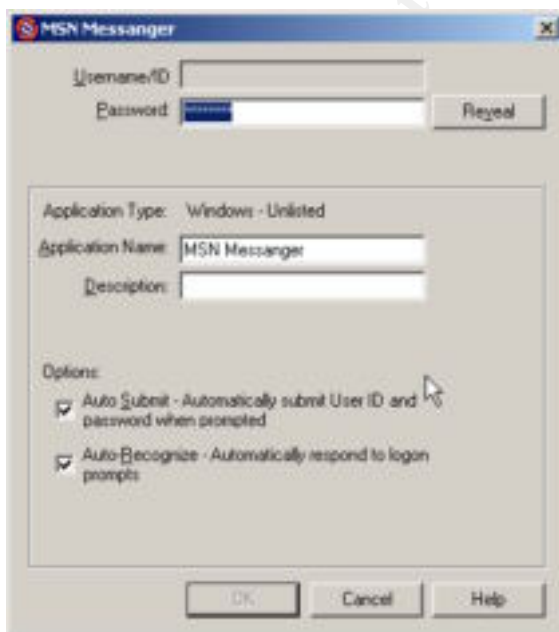 MSN Messanger
Username/ID
Password: ********
Reveal
Application Type: Windows - Unlisted
Application Name: MSN Messanger
Description:
Options:
Auto Submit - Automatically submit User ID and
password when prompted
Auto-Recognize - Automatically respond to logon
prompts
OK Cancel Help